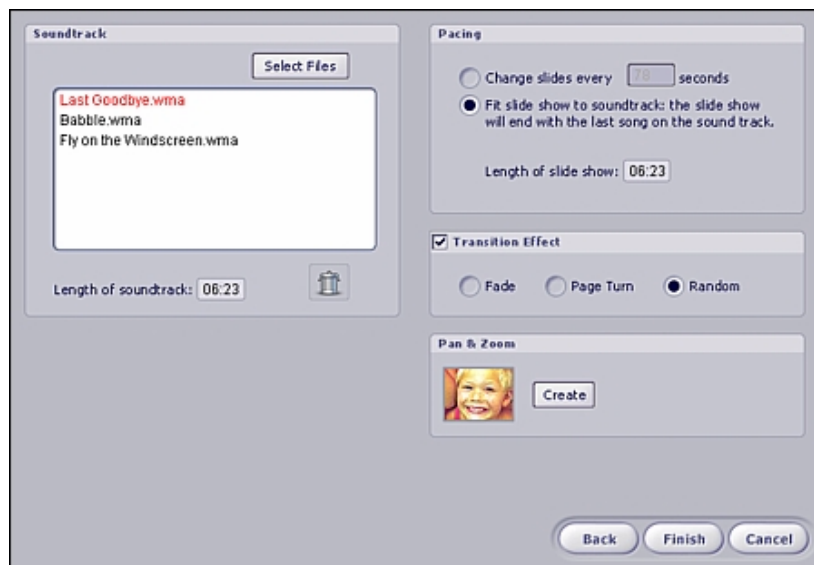 Soundtrack
Select Files
Last Goodbye.wma
Babble.wma
Fly on the Windscreen.wma
Length of soundtrack: 06:23
Pacing
Change slides every 78 seconds
Fit slide show to soundtrack: the slide show
will end with the last song on the sound track.
Length of slide show: 06:23
Transition Effect
Fade Page Turn Random
Pan & Zoom
Create
Back Finish Cancel